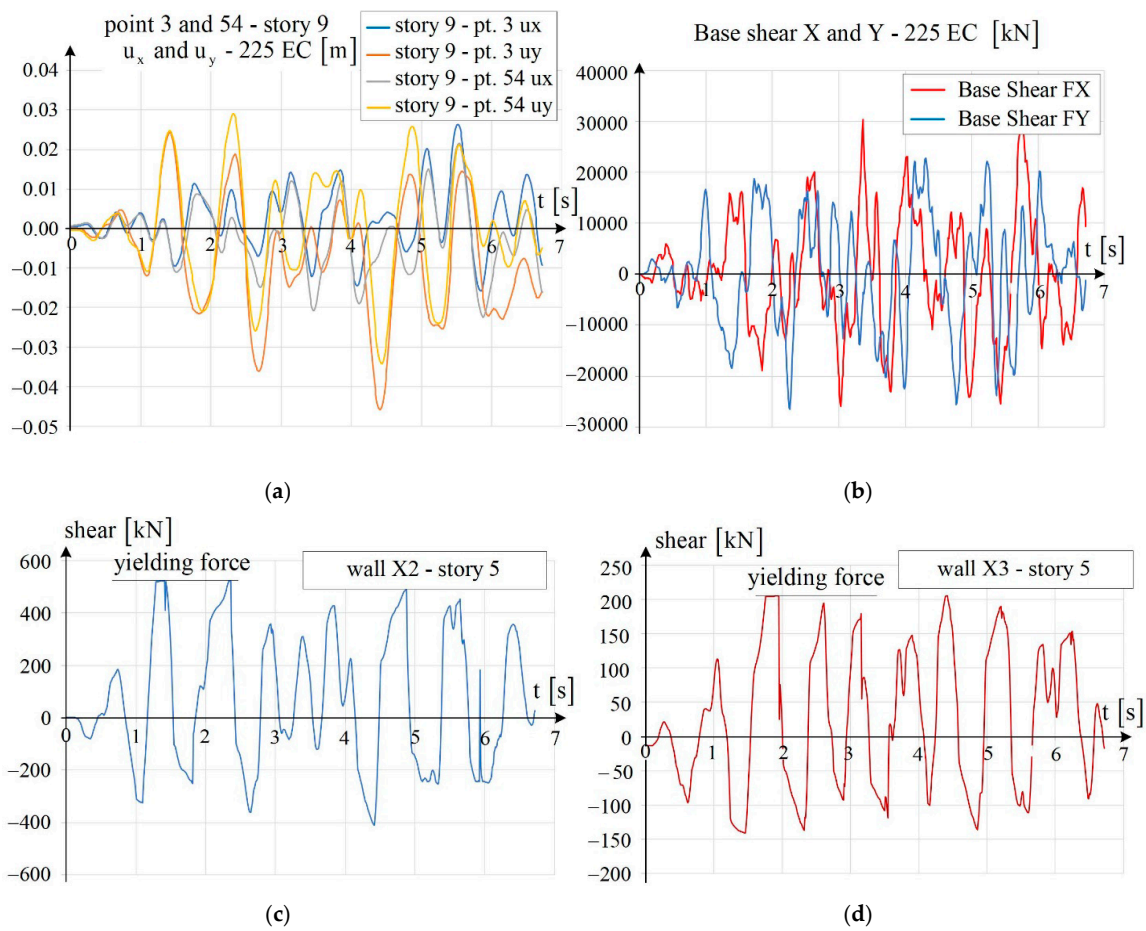 point 3 and 54 - story 9
u_x and u_y - 225 EC [m]
story 9 - pt. 3 ux
story 9 - pt. 3 uy
story 9 - pt. 54 ux
story 9 - pt. 54 uy
0.04
0.03
0.02
0.01
0.00
−0.01
−0.02
−0.03
−0.04
−0.05
0 1 2 3 4 5 6 7
t [s]
(a)
Base shear X and Y - 225 EC [kN]
Base Shear FX
Base Shear FY
40000
30000
20000
10000
0
−10000
−20000
−30000
0 1 2 3 4 5 6 7
t [s]
(b)
shear [kN]
yielding force
wall X2 - story 5
600
400
200
0
−200
−400
−600
0 1 2 3 4 5 6 7
t [s]
(c)
shear [kN]
yielding force
wall X3 - story 5
250
200
150
100
50
0
−50
−100
−150
−200
0 1 2 3 4 5 6 7
t [s]
(d)